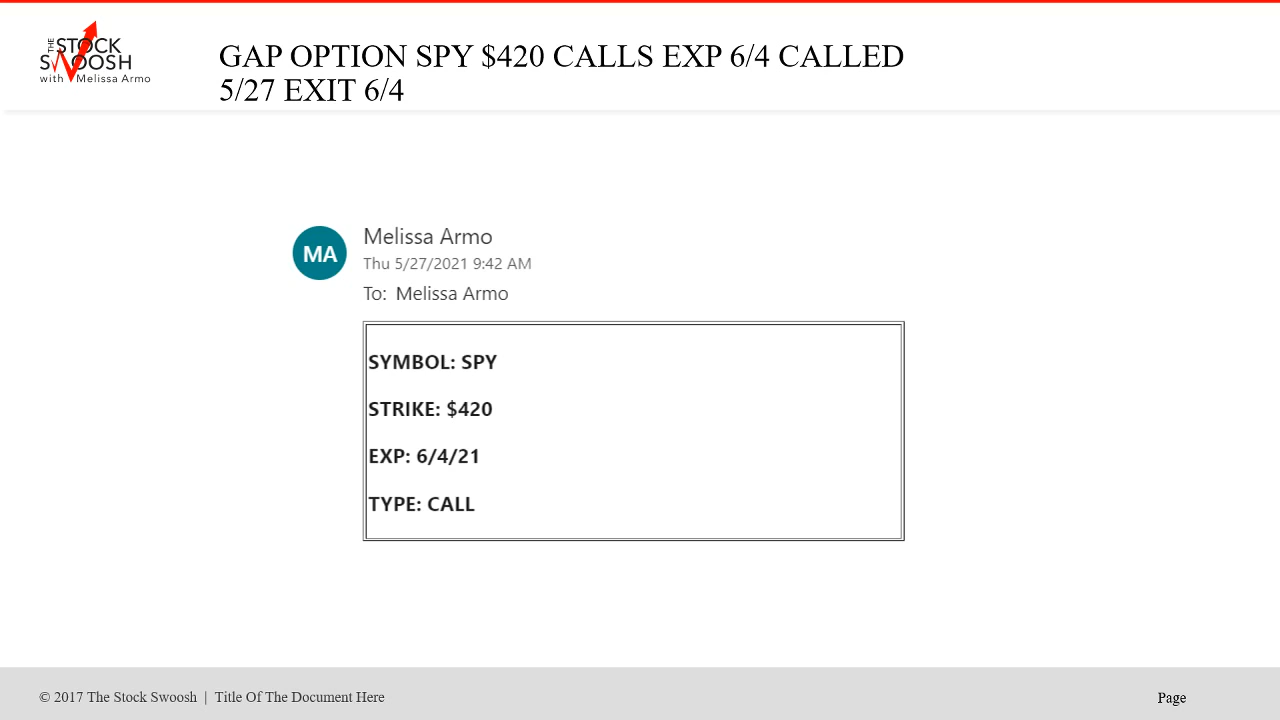 THE
STOCK
SWOOSH
with Melissa Armo
GAP OPTION SPY $420 CALLS EXP 6/4 CALLED
5/27 EXIT 6/4
MA
Melissa Armo
Thu 5/27/2021 9:42 AM
To: Melissa Armo
SYMBOL: SPY
STRIKE: $420
EXP: 6/4/21
TYPE: CALL
© 2017 The Stock Swoosh | Title Of The Document Here
Page